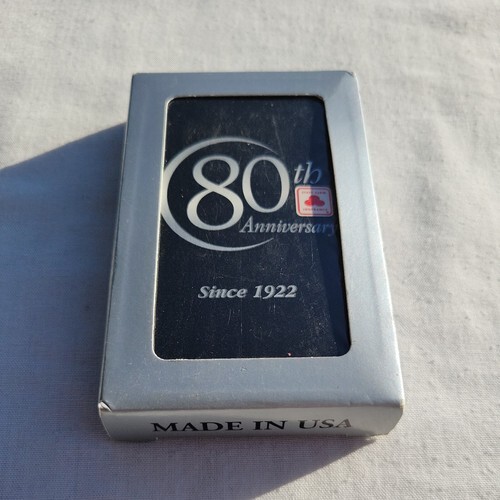 80th
Anniversary
Since 1922
MADE IN USA